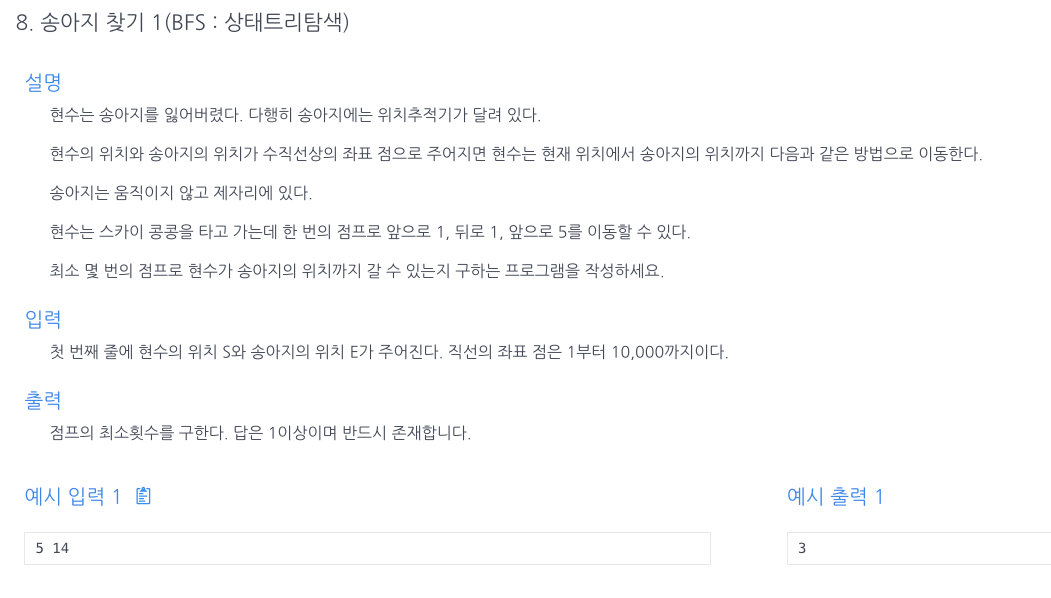 8. 송아지 찾기 1(BFS : 상태트리탐색)
설명
현수는 송아지를 잃어버렸다. 다행히 송아지에는 위치추적기가 달려 있다.
현수의 위치와 송아지의 위치가 수직선상의 좌표 점으로 주어지면 현수는 현재 위치에서 송아지의 위치까지 다음과 같은 방법으로 이동한다.
송아지는 움직이지 않고 제자리에 있다.
현수는 스카이 콩콩을 타고 가는데 한 번의 점프로 앞으로 1, 뒤로 1, 앞으로 5를 이동할 수 있다.
최소 몇 번의 점프로 현수가 송아지의 위치까지 갈 수 있는지 구하는 프로그램을 작성하세요.
입력
첫 번째 줄에 현수의 위치 S와 송아지의 위치 E가 주어진다. 직선의 좌표 점은 1부터 10,000까지이다.
출력
점프의 최소횟수를 구한다. 답은 1이상이며 반드시 존재합니다.
예시 입력 1
예시 출력 1
5 14
3